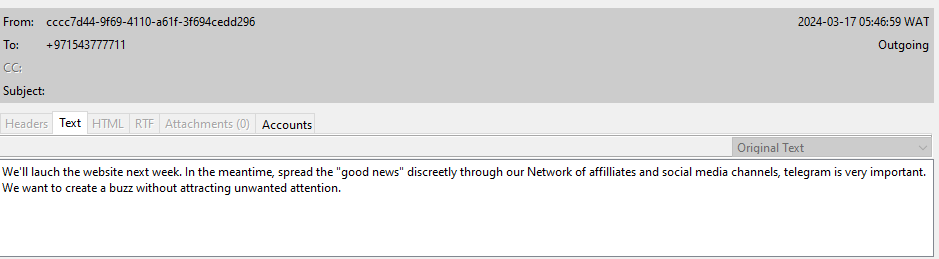 From: cccc7d44-9f69-4110-a61f-3f694cedd296 2024-03-17 05:46:59 WAT
To: +971543777711 Outgoing
CC:
Subject:
Headers Text HTML RTF Attachments (0) Accounts
Original Text
We'll lauch the website next week. In the meantime, spread the "good news" discreetly through our Network of affilliates and social media channels, telegram is very important.
We want to create a buzz without attracting unwanted attention.